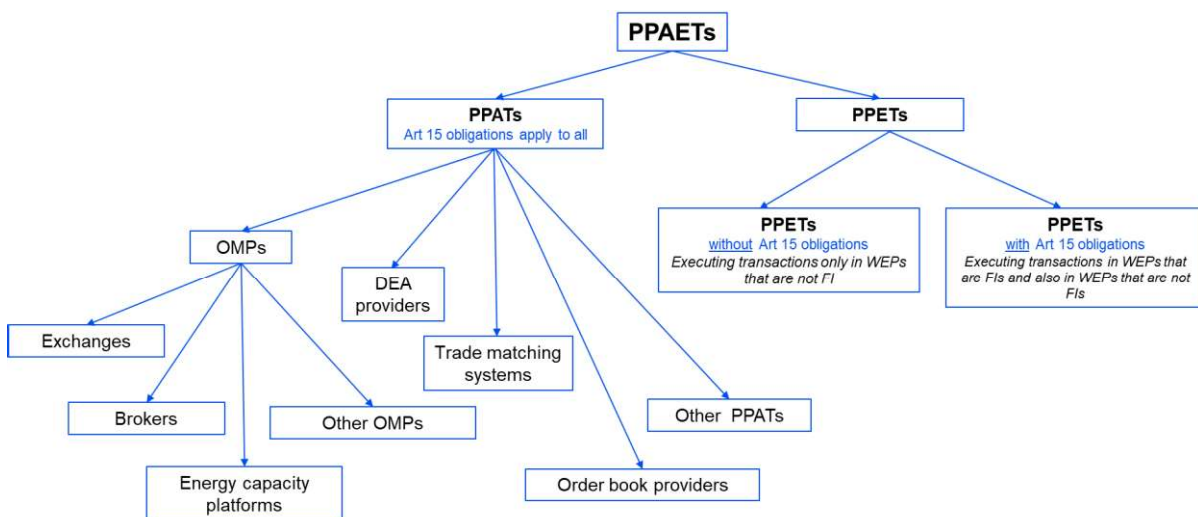 PPAETs
PPATs
Art 15 obligations apply to all
PPETs
PPETs
without Art 15 obligations
Executing transactions only in WEPs
that are not FI
PPETs
with Art 15 obligations
Executing transactions in WEPs that
are FIs and also in WEPs that are not
FIs
OMPs
DEA
providers
Exchanges
Trade matching
systems
Brokers
Other OMPs
Other PPATs
Energy capacity
platforms
Order book providers